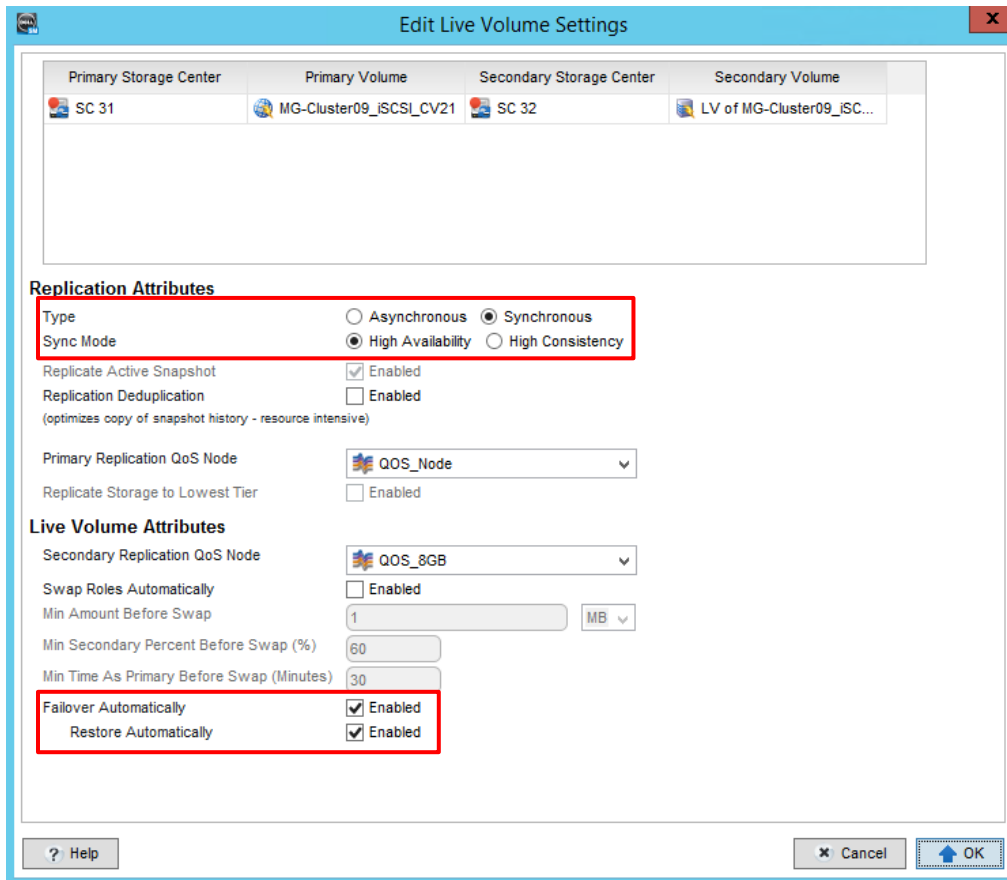 Edit Live Volume Settings
x
Primary Storage Center Primary Volume Secondary Storage Center Secondary Volume
SC 31 MG-Cluster09_iSCSI_CV21 SC 32 LV of MG-Cluster09_iSC...
Replication Attributes
Type Asynchronous Synchronous
Sync Mode High Availability High Consistency
Replicate Active Snapshot Enabled
Replication Deduplication Enabled
(optimizes copy of snapshot history - resource intensive)
Primary Replication QoS Node QOS_Node
Replicate Storage to Lowest Tier Enabled
Live Volume Attributes
Secondary Replication QoS Node QOS_8GB
Swap Roles Automatically Enabled
Min Amount Before Swap 1 MB
Min Secondary Percent Before Swap (%) 60
Min Time As Primary Before Swap (Minutes) 30
Failover Automatically Enabled
Restore Automatically Enabled
? Help Cancel OK